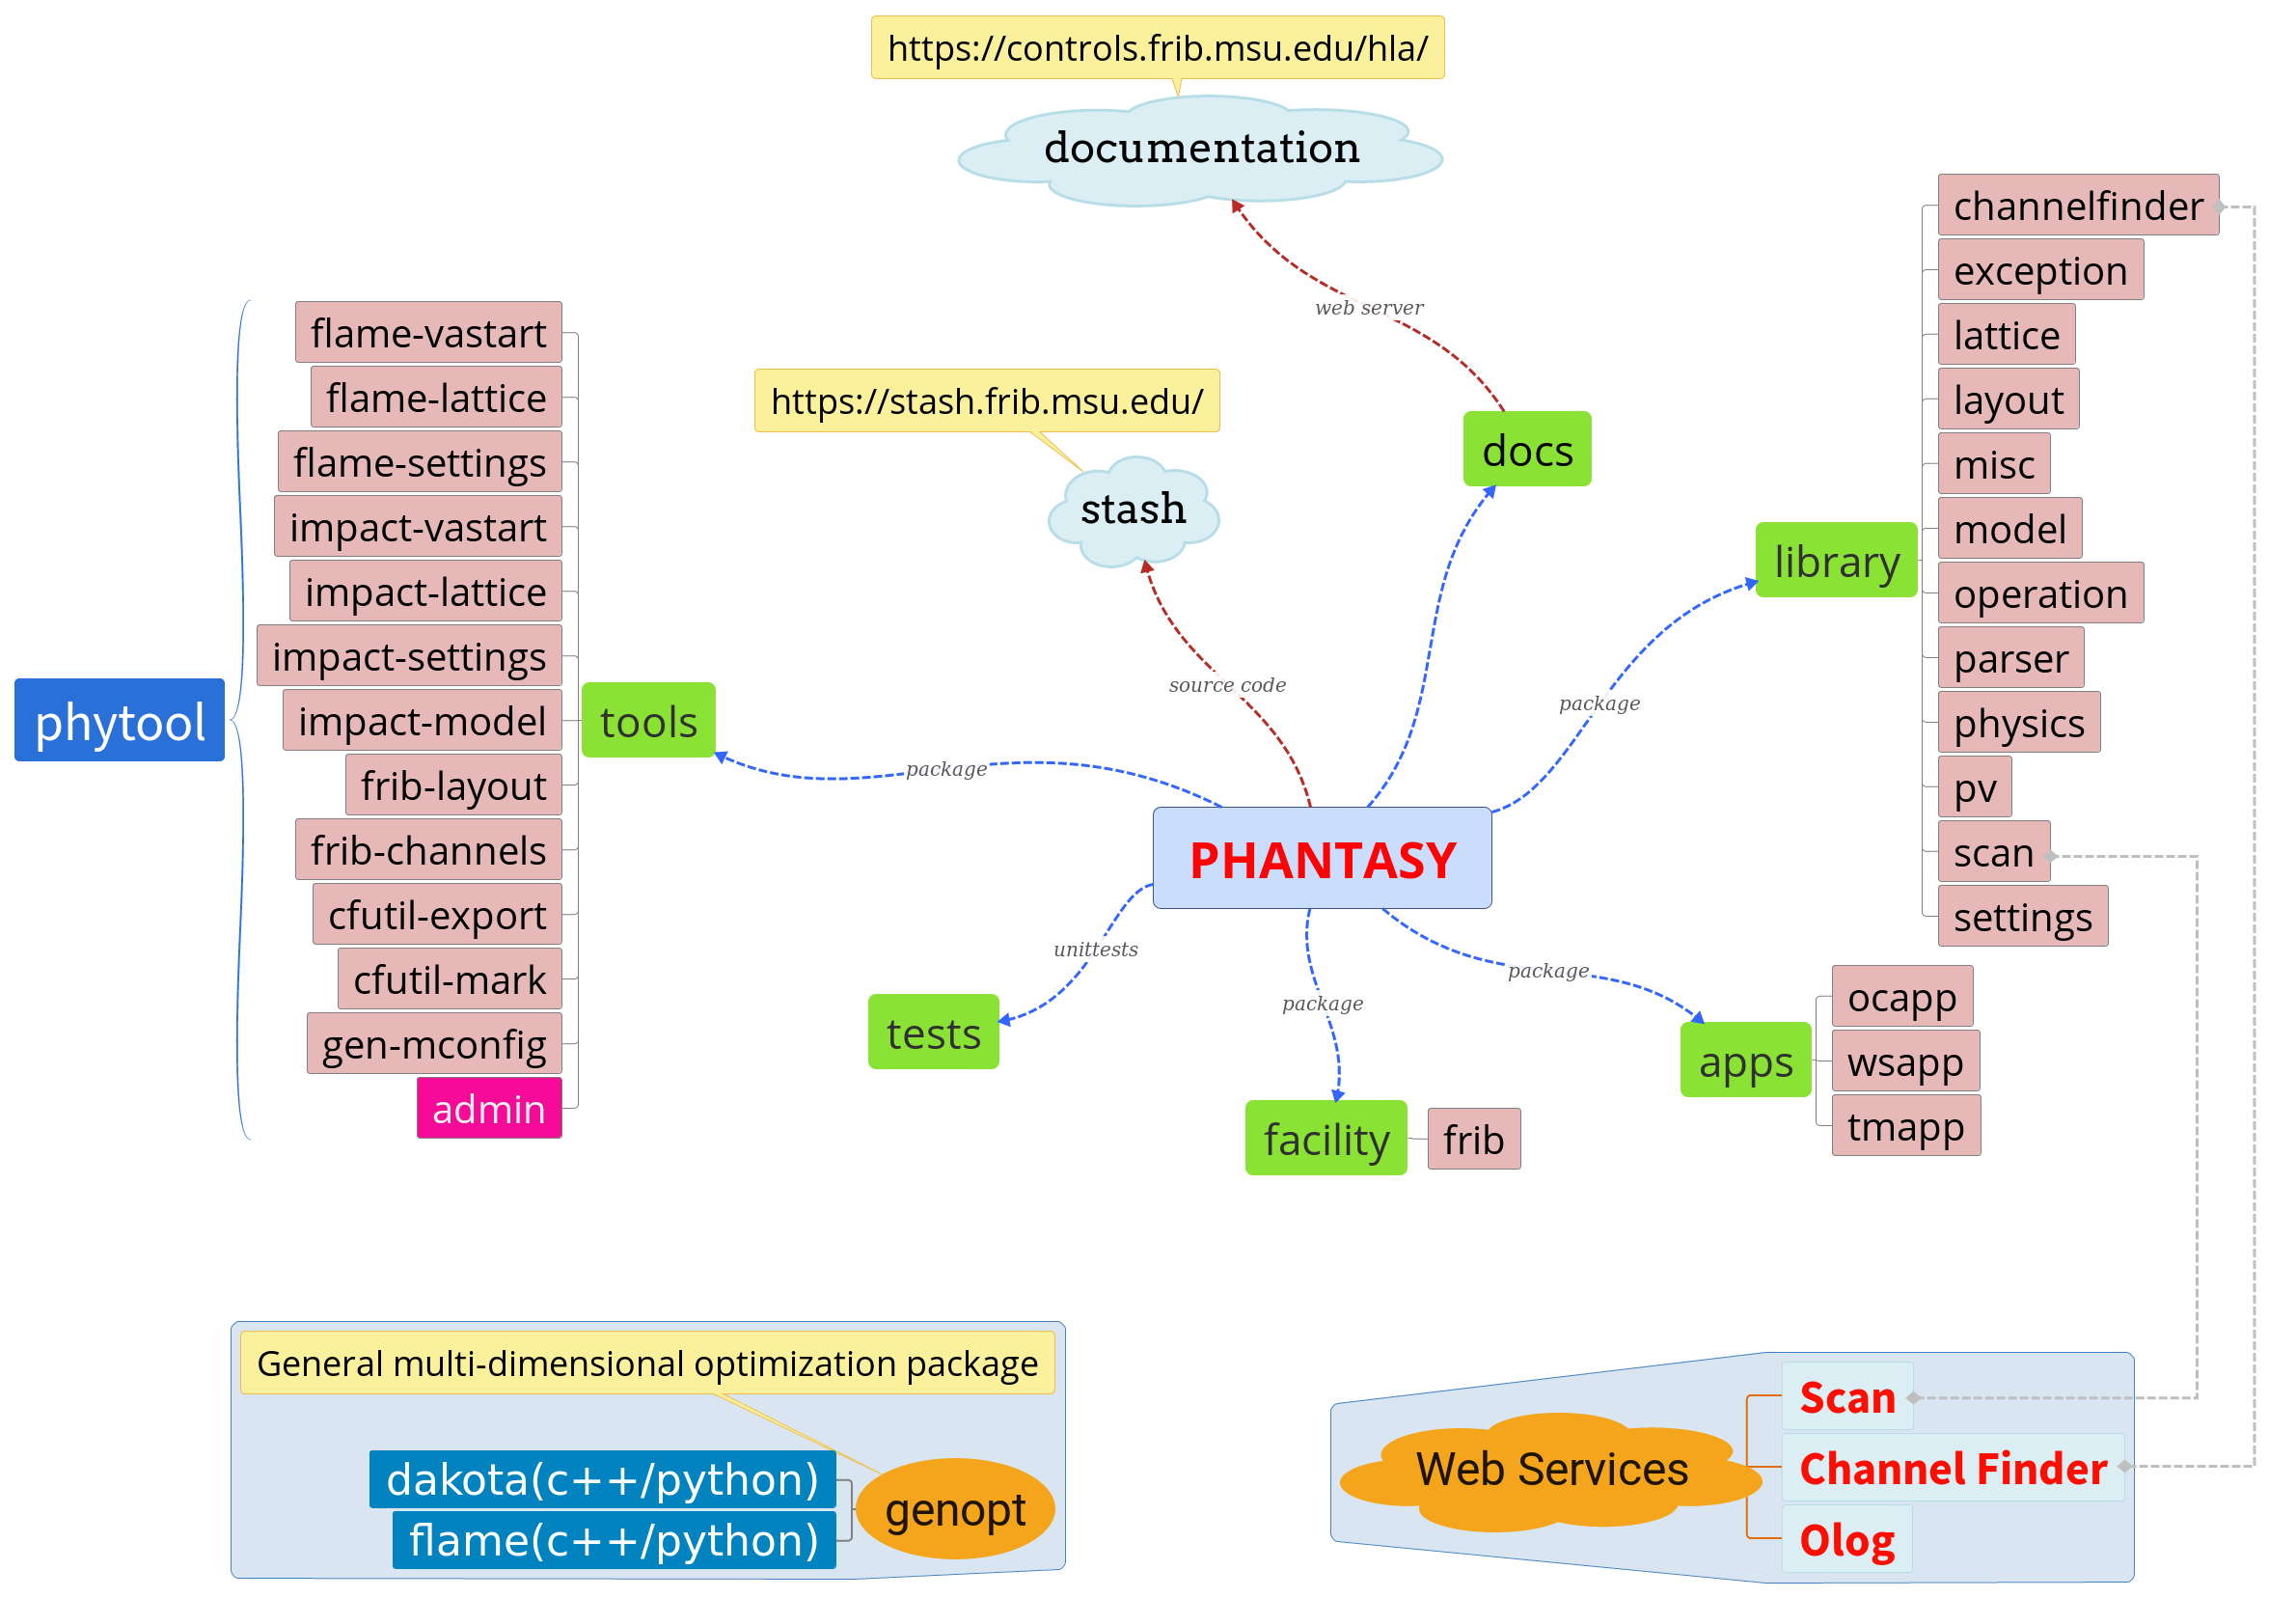 https://controls.frib.msu.edu/hla/
documentation
web server
https://stash.frib.msu.edu/
stash
source code
docs
phytool
flame-vastart
flame-lattice
flame-settings
impact-vastart
impact-lattice
impact-settings
impact-model
frib-layout
frib-channels
cfutil-export
cfutil-mark
gen-mconfig
admin
tools
package
PHANTASY
package
library
channelfinder
exception
lattice
layout
misc
model
operation
parser
physics
pv
scan
settings
unittests
tests
package
facility
frib
package
apps
ocapp
wsapp
tmapp
General multi-dimensional optimization package
dakota(c++/python)
flame(c++/python)
genopt
Web Services
Scan
Channel Finder
Olog